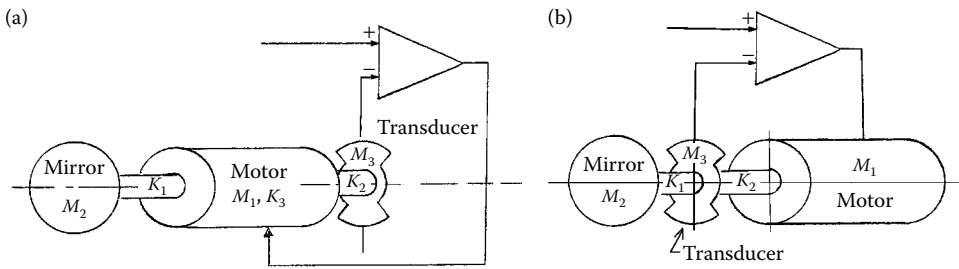 (a)
+
−
Transducer
Mirror
M2
K1
Motor
M1, K3
M3
K2
(b)
+
−
Mirror
M2
K1
M3
K2
M1
Motor
Transducer